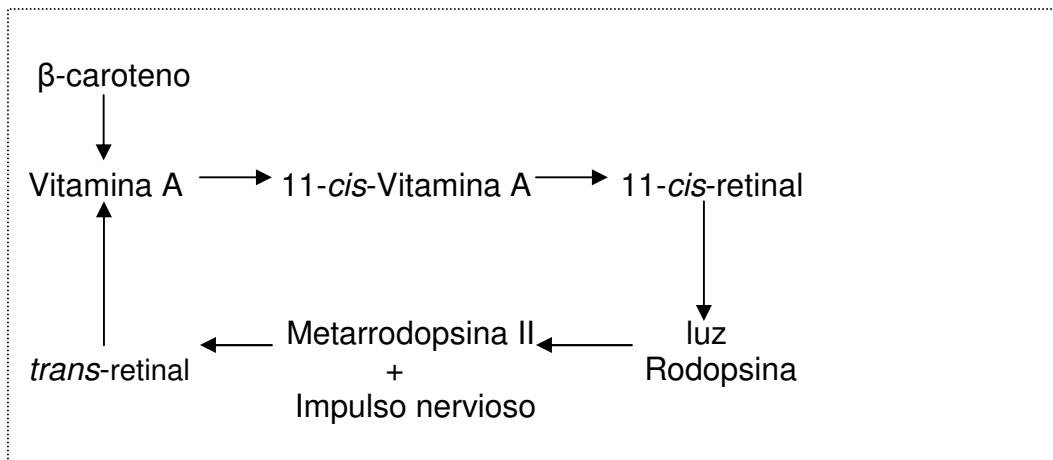 β-caroteno
Vitamina A
11-cis-Vitamina A
11-cis-retinal
luz
Rodopsina
Metarrodopsina II
+
Impulso nervioso
trans-retinal